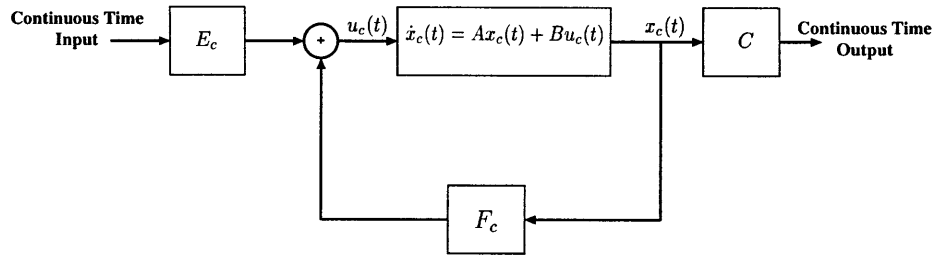 Continuous Time
Input
E_c
+
u_c(t)
ẋ_c(t) = Ax_c(t) + Bu_c(t)
x_c(t)
C
Continuous Time
Output
F_c